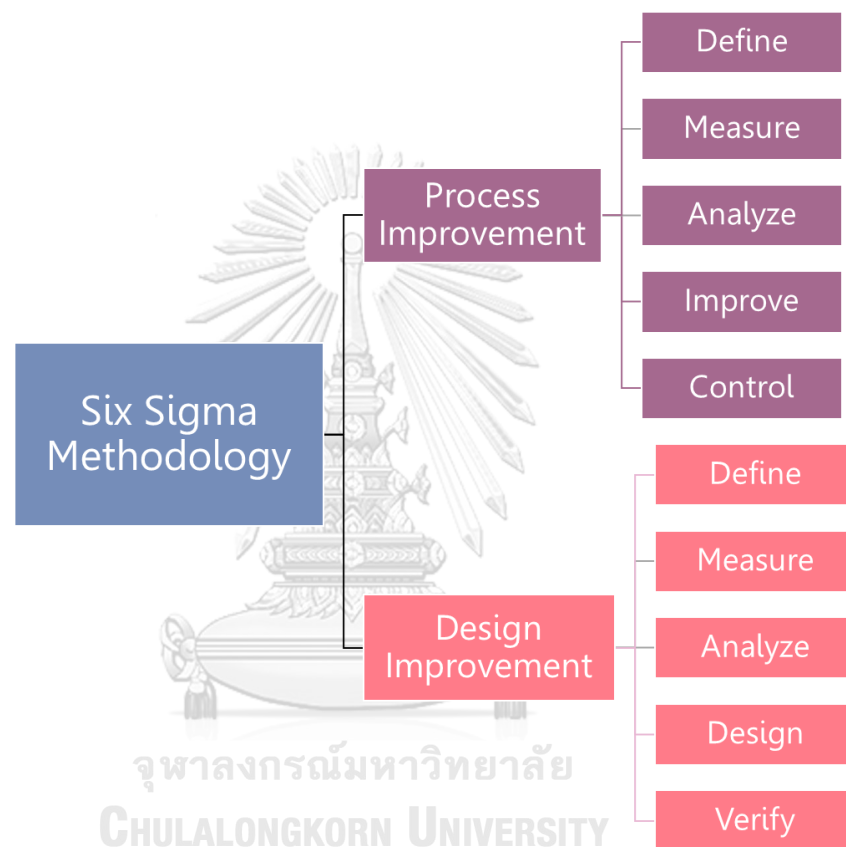 Define
Measure
Process
Improvement
Analyze
Improve
Control
Six Sigma
Methodology
Define
Measure
Design
Improvement
Analyze
Design
Verify
จุฬาลงกรณ์มหาวิทยาลัย
CHULALONGKORN UNIVERSITY